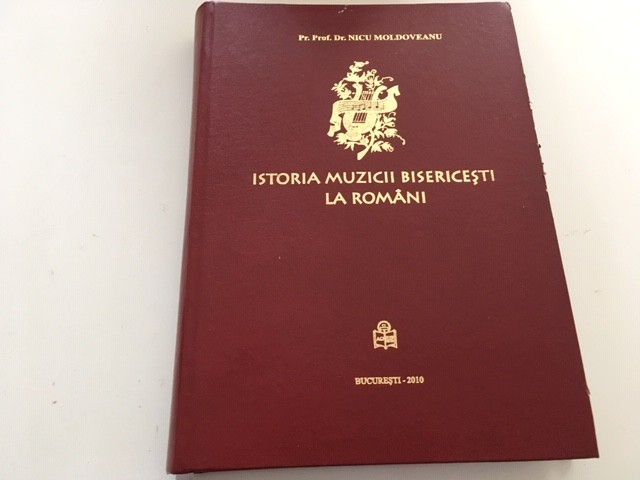 Pr. Prof. Dr. NICU MOLDOVEANU
ISTORIA MUZICII BISERICEŞTI
LA ROMÂNI
BUCUREŞTI - 2010